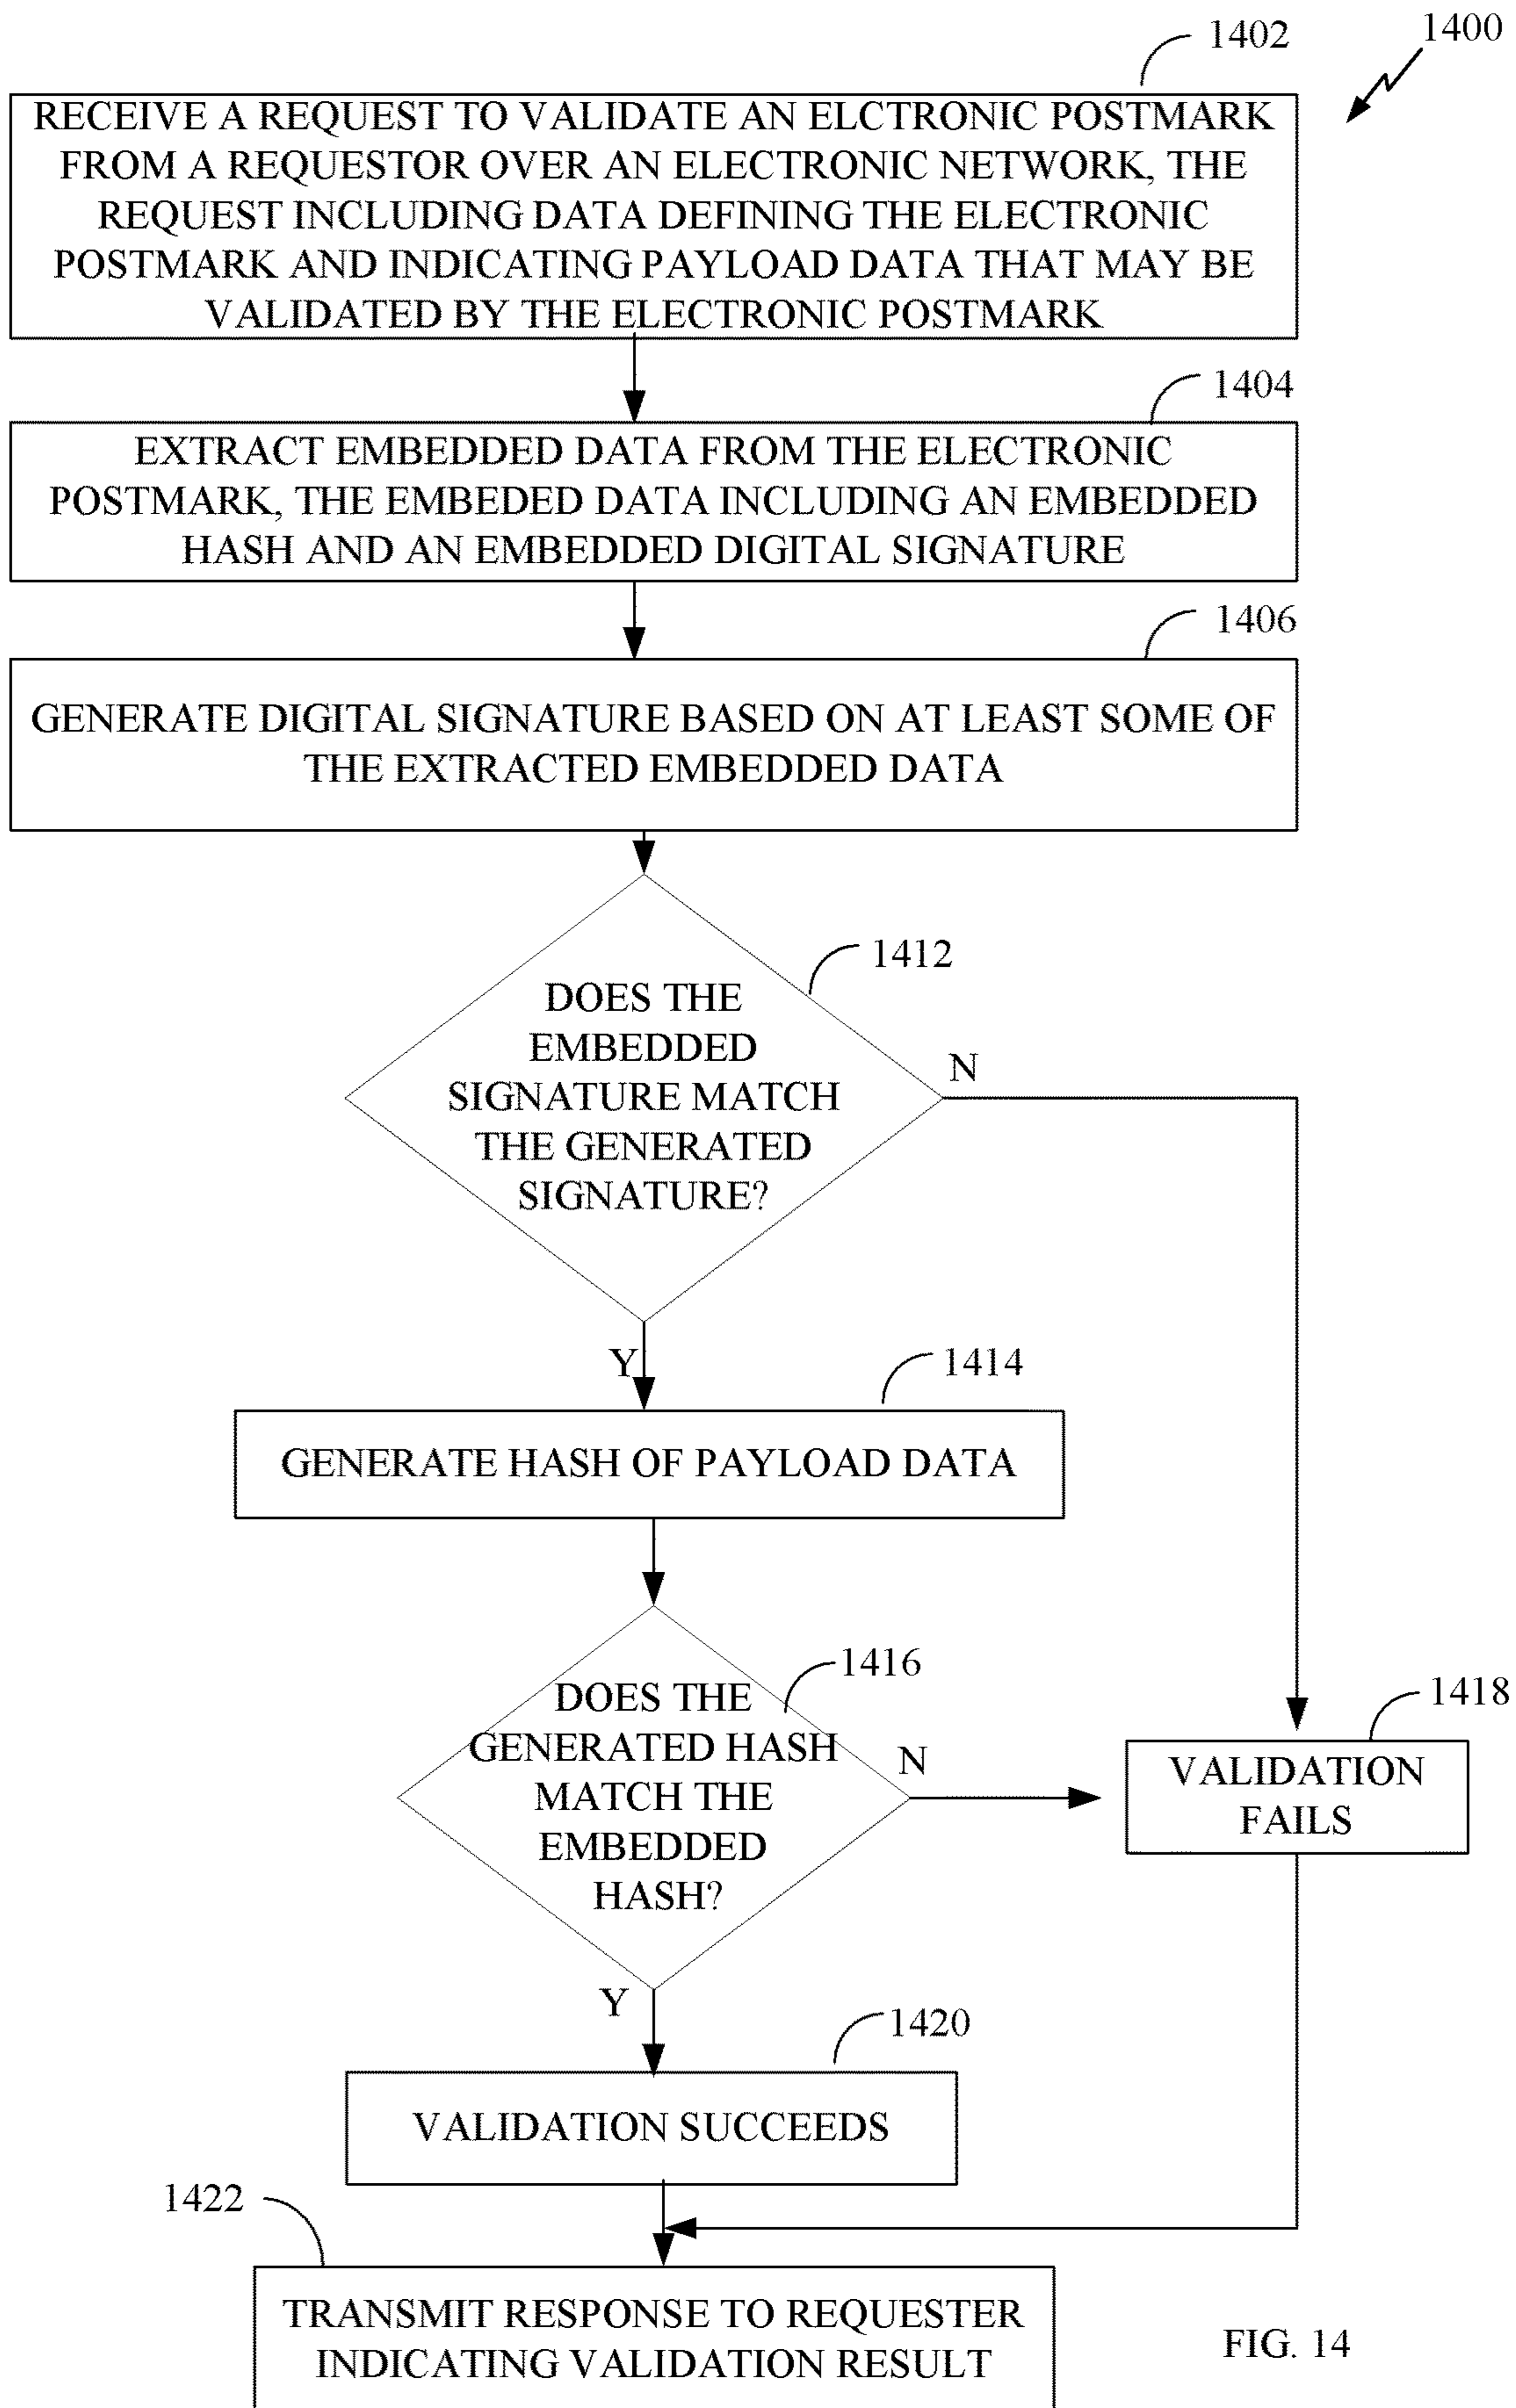 1402
1400
RECEIVE A REQUEST TO VALIDATE AN ELCTRONIC POSTMARK
FROM A REQUESTOR OVER AN ELECTRONIC NETWORK, THE
REQUEST INCLUDING DATA DEFINING THE ELECTRONIC
POSTMARK AND INDICATING PAYLOAD DATA THAT MAY BE
VALIDATED BY THE ELECTRONIC POSTMARK
1404
EXTRACT EMBEDDED DATA FROM THE ELECTRONIC
POSTMARK, THE EMBEDED DATA INCLUDING AN EMBEDDED
HASH AND AN EMBEDDED DIGITAL SIGNATURE
1406
GENERATE DIGITAL SIGNATURE BASED ON AT LEAST SOME OF
THE EXTRACTED EMBEDDED DATA
1412
DOES THE
EMBEDDED
SIGNATURE MATCH
THE GENERATED
SIGNATURE?
N
Y
1414
GENERATE HASH OF PAYLOAD DATA
1416
DOES THE
GENERATED HASH
MATCH THE
EMBEDDED
HASH?
N
1418
VALIDATION
FAILS
Y
1420
VALIDATION SUCCEEDS
1422
TRANSMIT RESPONSE TO REQUESTER
INDICATING VALIDATION RESULT
FIG. 14